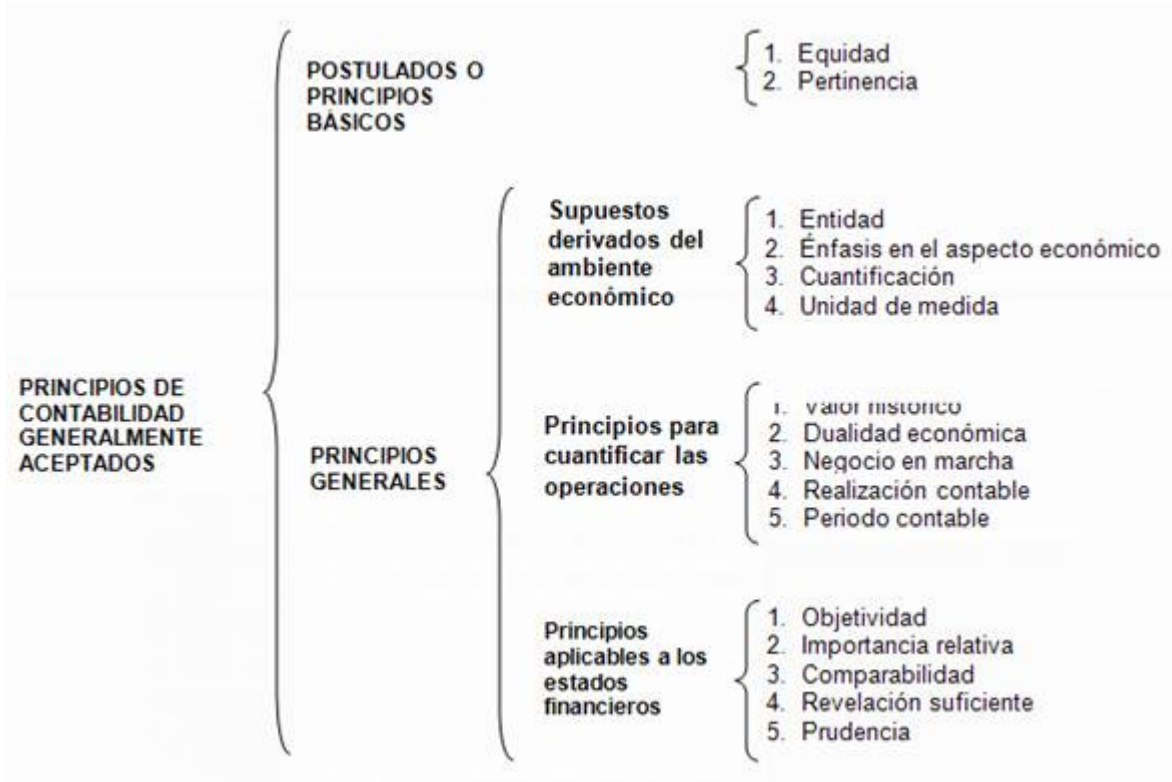 PRINCIPIOS DE
CONTABILIDAD
GENERALMENTE
ACEPTADOS
POSTULADOS O
PRINCIPIOS
BÁSICOS
1. Equidad
2. Pertinencia
PRINCIPIOS
GENERALES
Supuestos
derivados del
ambiente
económico
1. Entidad
2. Énfasis en el aspecto económico
3. Cuantificación
4. Unidad de medida
Principios para
cuantificar las
operaciones
1. Valor histórico
2. Dualidad económica
3. Negocio en marcha
4. Realización contable
5. Periodo contable
Principios
aplicables a los
estados
financieros
1. Objetividad
2. Importancia relativa
3. Comparabilidad
4. Revelación suficiente
5. Prudencia